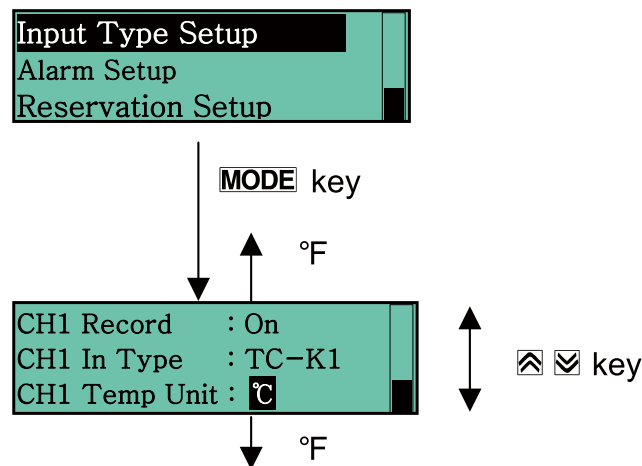 Input Type Setup
Alarm Setup
Reservation Setup
MODE key
°F
CH1 Record : On
CH1 In Type : TC-K1
CH1 Temp Unit : ℃
key
°F